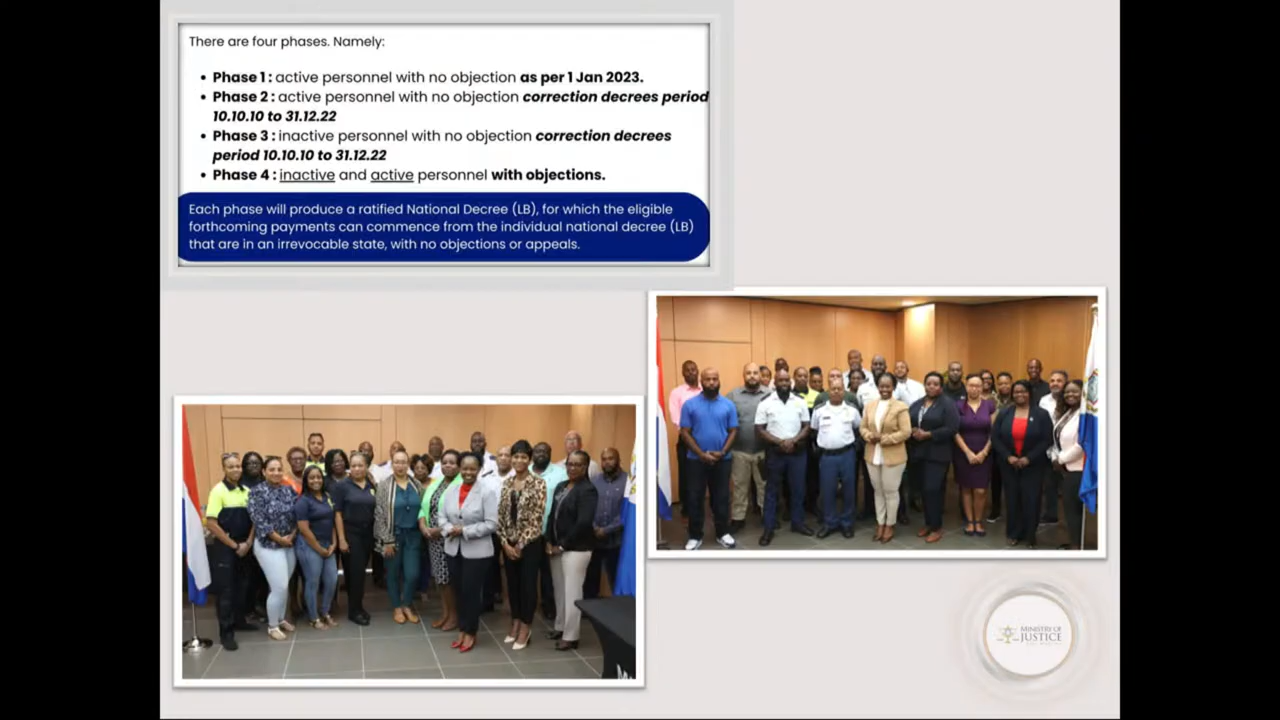 There are four phases. Namely:
• Phase 1 : active personnel with no objection as per 1 Jan 2023.
• Phase 2 : active personnel with no objection correction decrees period
10.10.10 to 31.12.22
• Phase 3 : inactive personnel with no objection correction decrees
period 10.10.10 to 31.12.22
• Phase 4 : inactive and active personnel with objections.
Each phase will produce a ratified National Decree (LB), for which the eligible
forthcoming payments can commence from the individual national decree (LB)
that are in an irrevocable state, with no objections or appeals.
MINISTRY OF
JUSTICE